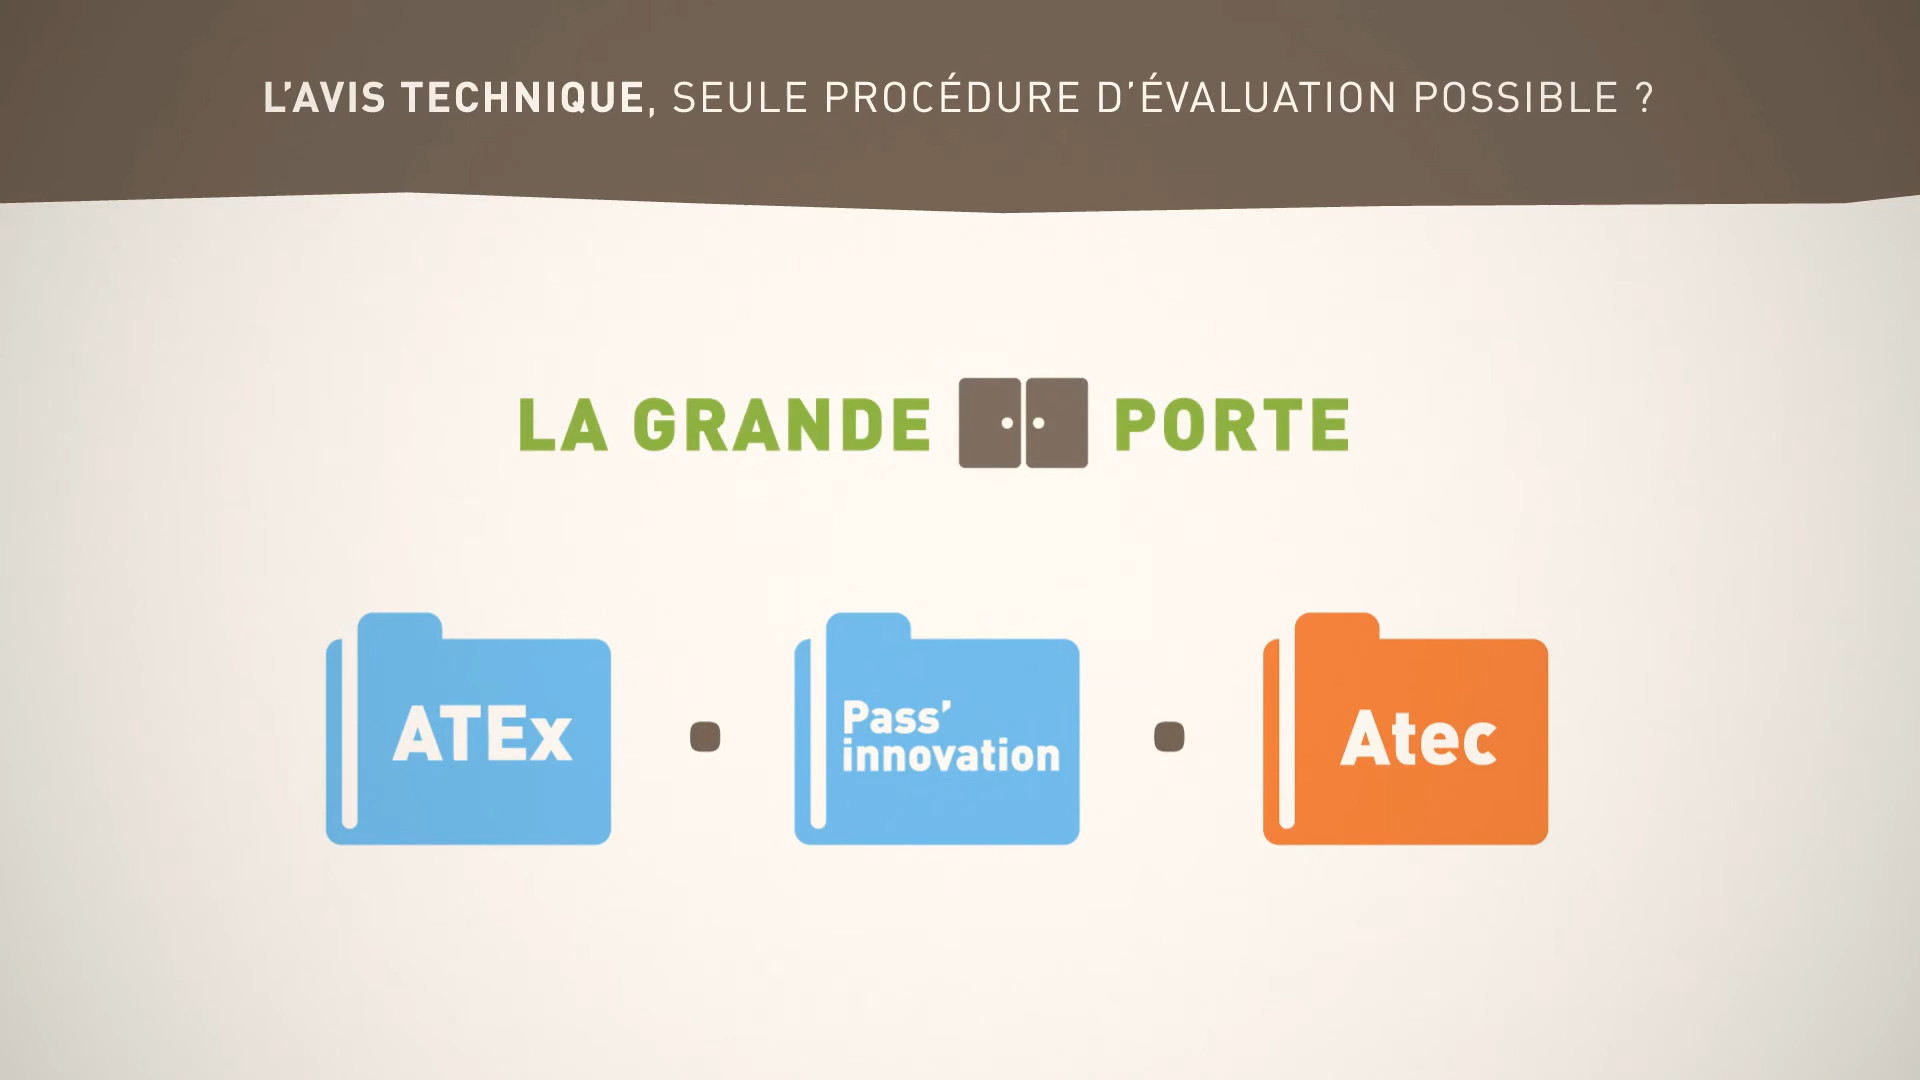 L’AVIS TECHNIQUE, SEULE PROCÉDURE D’ÉVALUATION POSSIBLE ?
LA GRANDE PORTE
ATEx
Pass’
innovation
Atec